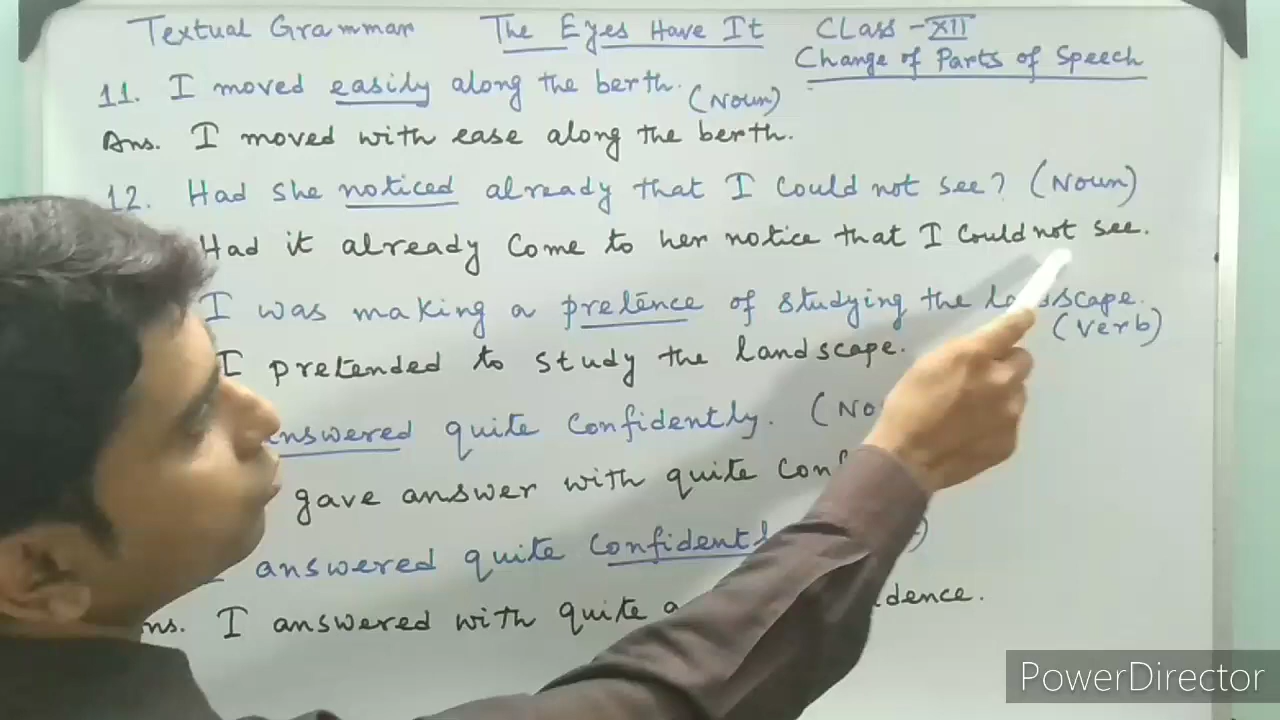 Textual Grammar The Eyes Have It Class - XII
Change of Parts of Speech
11. I moved easily along the berth. (Noun)
Ans. I moved with ease along the berth.
12. Had she noticed already that I could not see? (Noun)
Had it already come to her notice that I could not see.
I was making a pretence of studying the landscape.
(Verb)
I pretended to study the landscape.
answered quite confidently.
gave answer with quite
answered quite
I answered with quite
PowerDirector